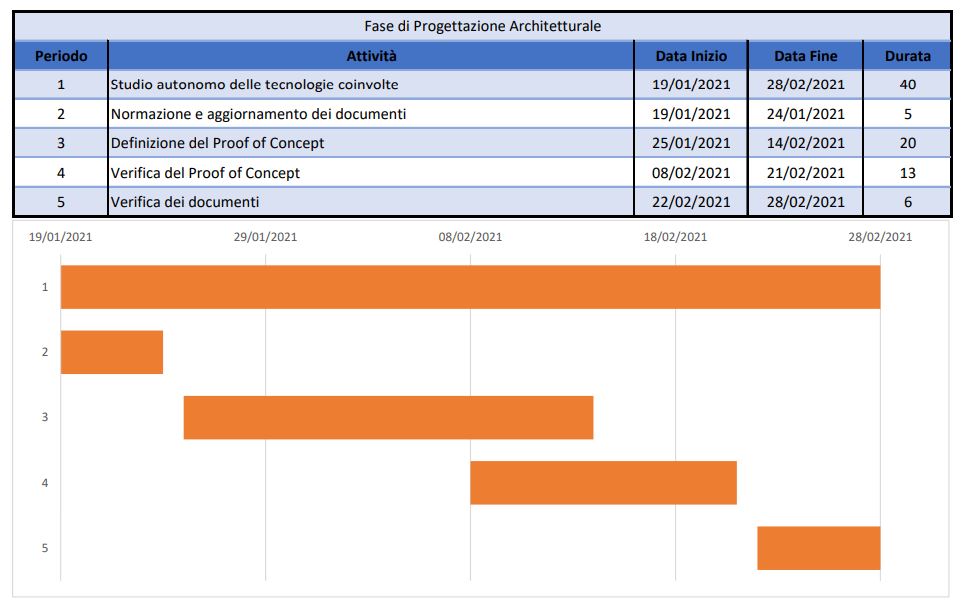 Fase di Progettazione Architetturale
Periodo Attività Data Inizio Data Fine Durata
1 Studio autonomo delle tecnologie coinvolte 19/01/2021 28/02/2021 40
2 Normazione e aggiornamento dei documenti 19/01/2021 24/01/2021 5
3 Definizione del Proof of Concept 25/01/2021 14/02/2021 20
4 Verifica del Proof of Concept 08/02/2021 21/02/2021 13
5 Verifica dei documenti 22/02/2021 28/02/2021 6
19/01/2021 29/01/2021 08/02/2021 18/02/2021 28/02/2021
1
2
3
4
5